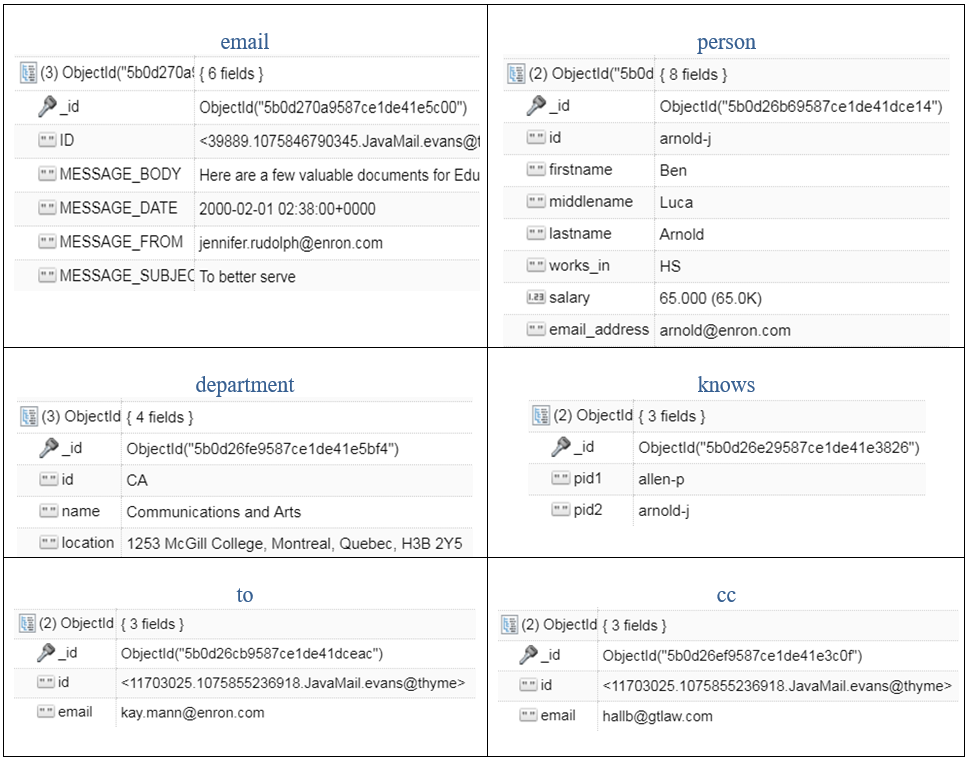 email
(3) ObjectId("5b0d270a9 { 6 fields }
_id ObjectId("5b0d270a9587ce1de41e5c00")
ID <39889.1075846790345.JavaMail.evans@t
MESSAGE_BODY Here are a few valuable documents for Edu
MESSAGE_DATE 2000-02-01 02:38:00+0000
MESSAGE_FROM jennifer.rudolph@enron.com
MESSAGE_SUBJEC To better serve
person
(2) ObjectId("5b0d { 8 fields }
_id ObjectId("5b0d26b69587ce1de41dce14")
id arnold-j
firstname Ben
middlename Luca
lastname Arnold
works_in HS
1.23 salary 65.000 (65.0K)
email_address arnold@enron.com
department
(3) ObjectId { 4 fields }
_id ObjectId("5b0d26fe9587ce1de41e5bf4")
id CA
name Communications and Arts
location 1253 McGill College, Montreal, Quebec, H3B 2Y5
knows
(2) ObjectId { 3 fields }
_id ObjectId("5b0d26e29587ce1de41e3826")
pid1 allen-p
pid2 arnold-j
to
(2) ObjectId { 3 fields }
_id ObjectId("5b0d26cb9587ce1de41dceac")
id <11703025.1075855236918.JavaMail.evans@thyme>
email kay.mann@enron.com
cc
(2) ObjectId { 3 fields }
_id ObjectId("5b0d26ef9587ce1de41e3c0f")
id <11703025.1075855236918.JavaMail.evans@thyme>
email hallb@gtlaw.com